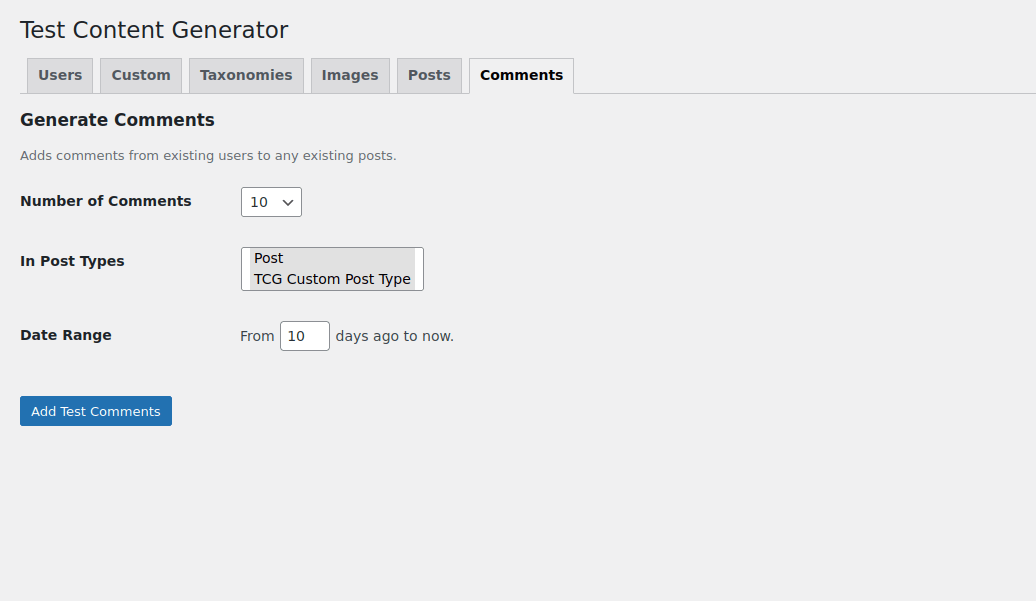 Test Content Generator
Users Custom Taxonomies Images Posts Comments
Generate Comments
Adds comments from existing users to any existing posts.
Number of Comments 10
In Post Types Post
TCG Custom Post Type
Date Range From 10 days ago to now.
Add Test Comments